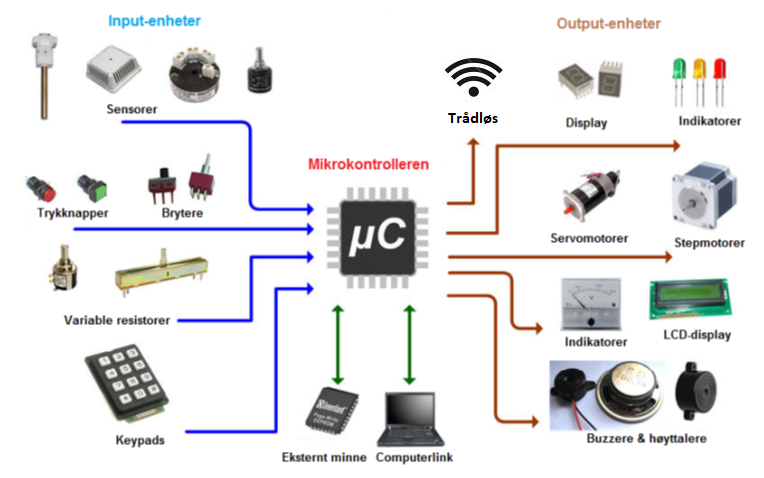 Input-enheter
Output-enheter
Sensorer
Trådløs
Display
Indikatorer
Mikrokontrolleren
Trykknapper
Brytere
µC
Servomotorer
Stepmotorer
Variable resistorer
Indikatorer
LCD-display
Keypads
Eksternt minne
Computerlink
Buzzere & høyttalere